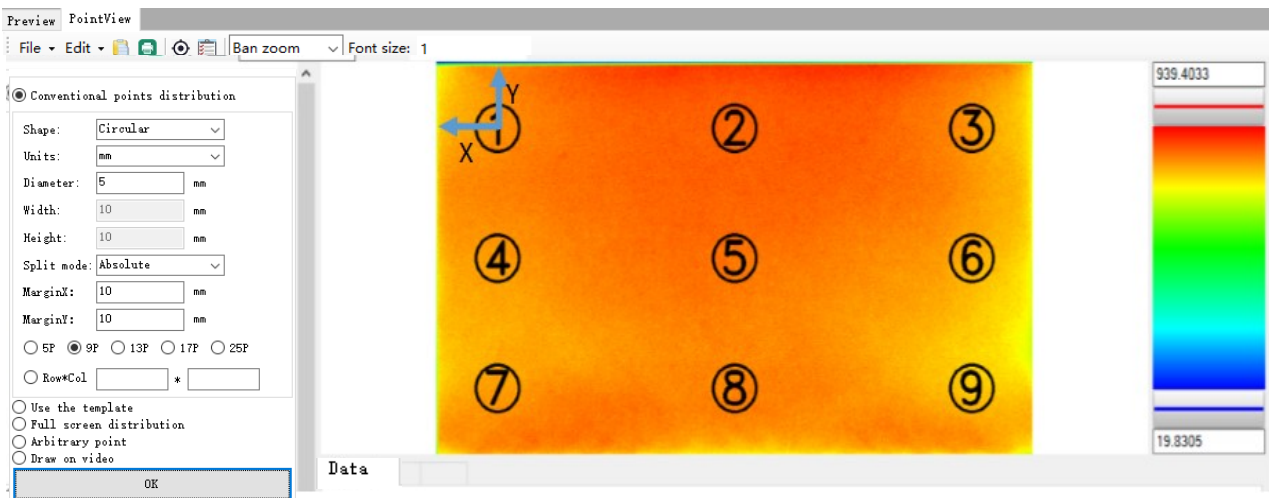 Preview PointView
File Edit Ban zoom Font size: 1
Conventional points distribution
Shape: Circular
Units: mm
Diameter: 5 mm
Width: 10 mm
Height: 10 mm
Split mode: Absolute
MarginX: 10 mm
MarginY: 10 mm
5P 9P 13P 17P 25P
Row*Col *
Use the template
Full screen distribution
Arbitrary point
Draw on video
OK
Y
X
① ② ③
④ ⑤ ⑥
⑦ ⑧ ⑨
Data
939.4033
19.8305